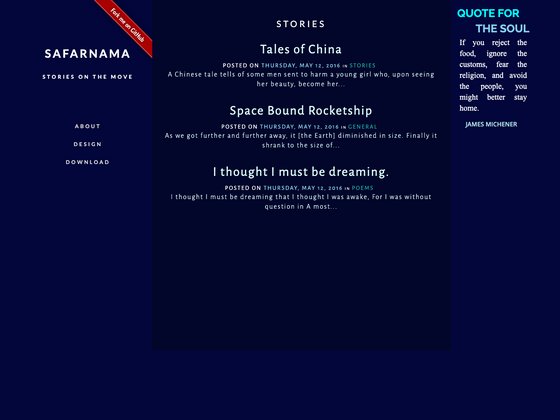 Fork me on GitHub
SAFARNAMA
STORIES ON THE MOVE
ABOUT
DESIGN
DOWNLOAD
STORIES
Tales of China
POSTED ON THURSDAY, MAY 12, 2016 IN STORIES
A Chinese tale tells of some men sent to harm a young girl who, upon seeing
her beauty, become her...
Space Bound Rocketship
POSTED ON THURSDAY, MAY 12, 2016 IN GENERAL
As we got further and further away, it [the Earth] diminished in size. Finally it
shrank to the size of...
I thought I must be dreaming.
POSTED ON THURSDAY, MAY 12, 2016 IN POEMS
I thought I must be dreaming that I thought I was awake, For I was without
question in A most...
QUOTE FOR
THE SOUL
If you reject the
food, ignore the
customs, fear the
religion, and avoid
the people, you
might better stay
home.
JAMES MICHENER